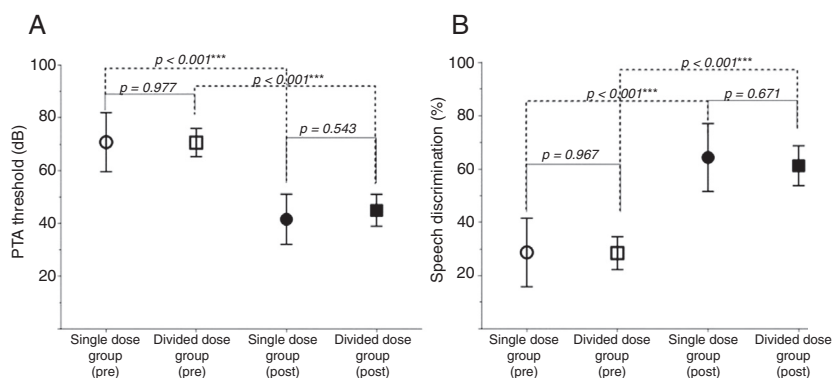 A
PTA threshold (dB)
100
80
60
40
20
p < 0.001***
p = 0.977
p < 0.001***
p = 0.543
Single dose
group
(pre)
Divided dose
group
(pre)
Single dose
group
(post)
Divided dose
group
(post)
B
Speech discrimination (%)
100
80
60
40
20
p < 0.001***
p < 0.001***
p = 0.671
p = 0.967
Single dose
group
(pre)
Divided dose
group
(pre)
Single dose
group
(post)
Divided dose
group
(post)